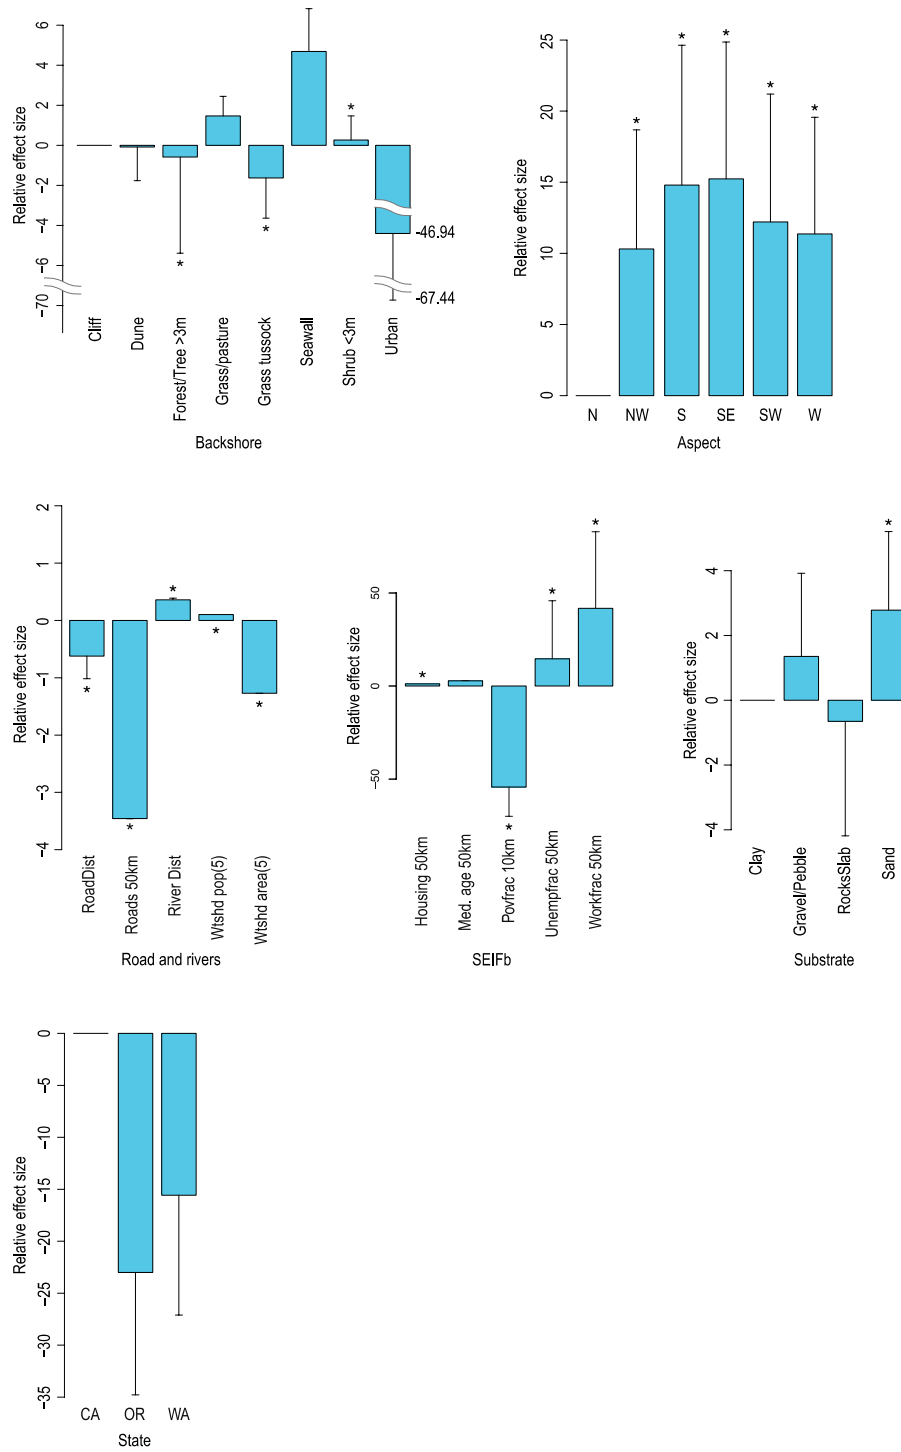 Relative effect size
6
4
2
0
−2
−4
−6
−70
-46.94
-67.44
Cliff
Dune
Forest/Tree >3m
Grass/pasture
Grass tussock
Seawall
Shrub <3m
Urban
*
*
*
Backshore
Relative effect size
25
20
15
10
5
0
*
*
*
*
*
N NW S SE SW W
Aspect
Relative effect size
2
1
0
−1
−2
−3
−4
*
*
*
*
*
RoadDist
Roads 50km
River Dist
Wtshd pop(5)
Wtshd area(5)
Road and rivers
Relative effect size
50
0
−50
*
*
*
*
Housing 50km
Med. age 50km
Povfrac 10km
Unempfrac 50km
Workfrac 50km
SEIFb
Relative effect size
4
2
0
−2
−4
*
Clay
Gravel/Pebble
RocksSlab
Sand
Substrate
Relative effect size
0
−5
−10
−15
−20
−25
−30
−35
CA OR WA
State